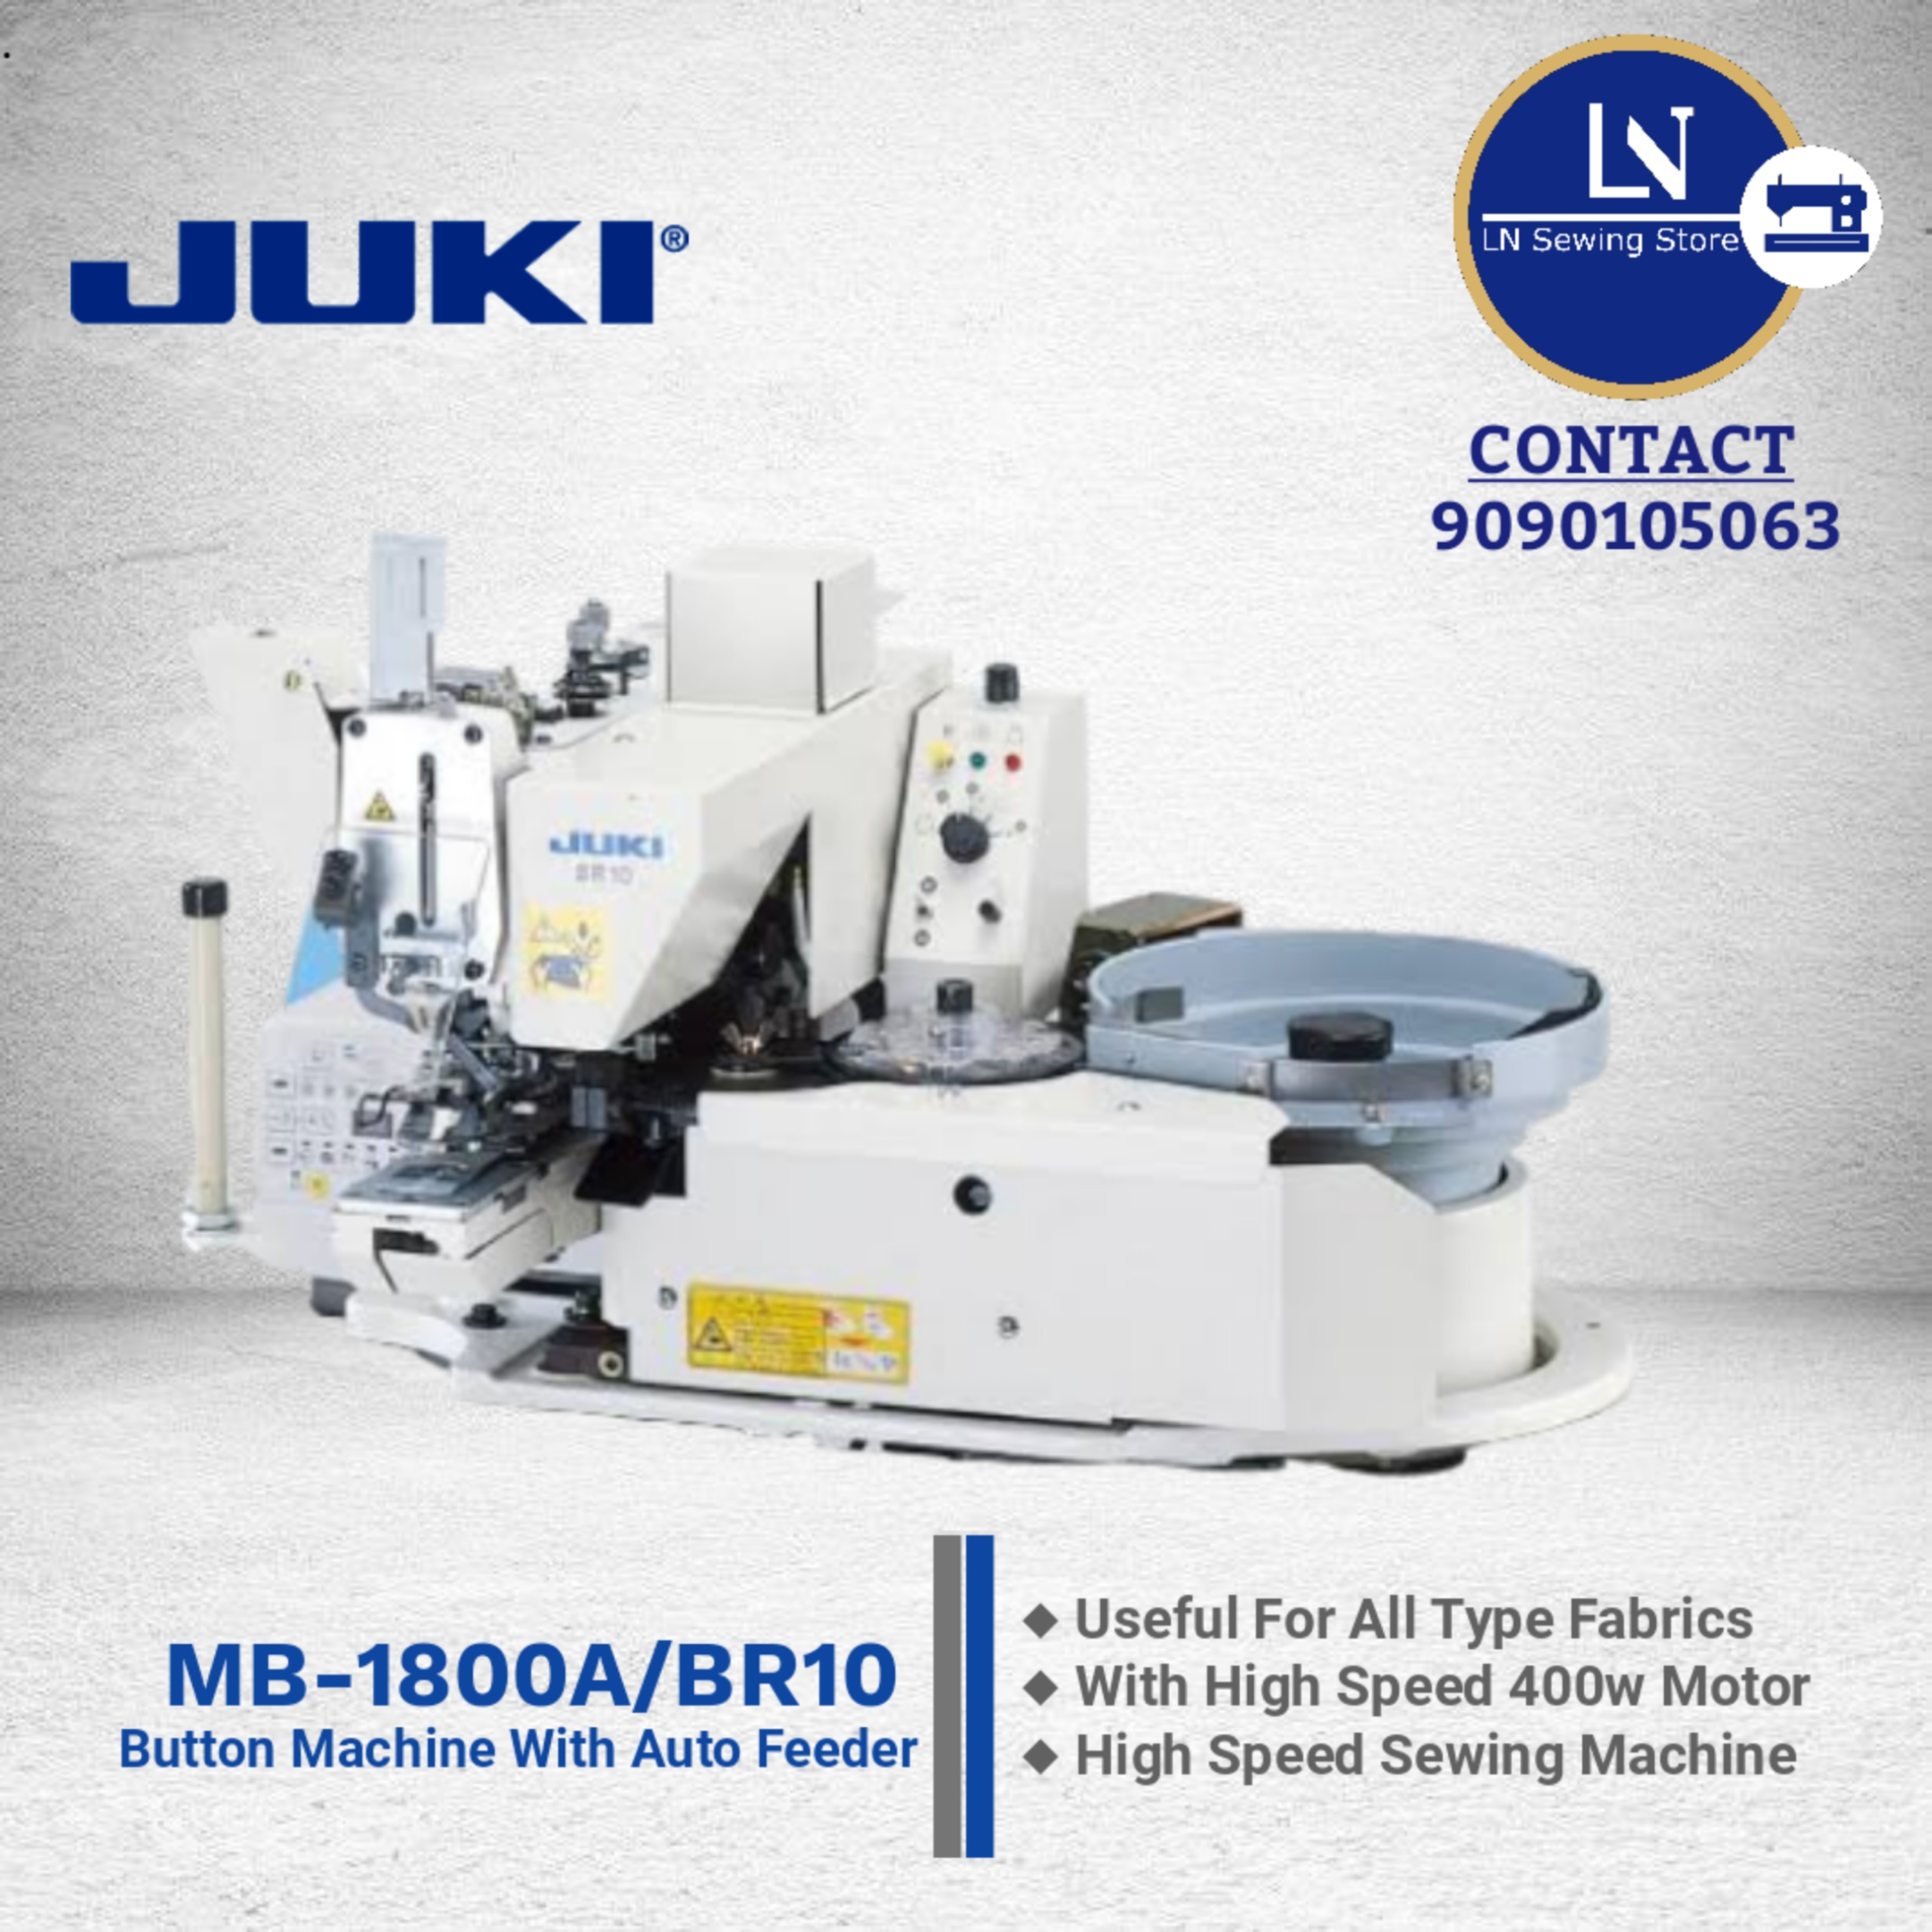 JUKI®
LN
LN Sewing Store
CONTACT
9090105063
JUKI
BR10
MB-1800A/BR10
Button Machine With Auto Feeder
◆ Useful For All Type Fabrics
◆ With High Speed 400w Motor
◆ High Speed Sewing Machine